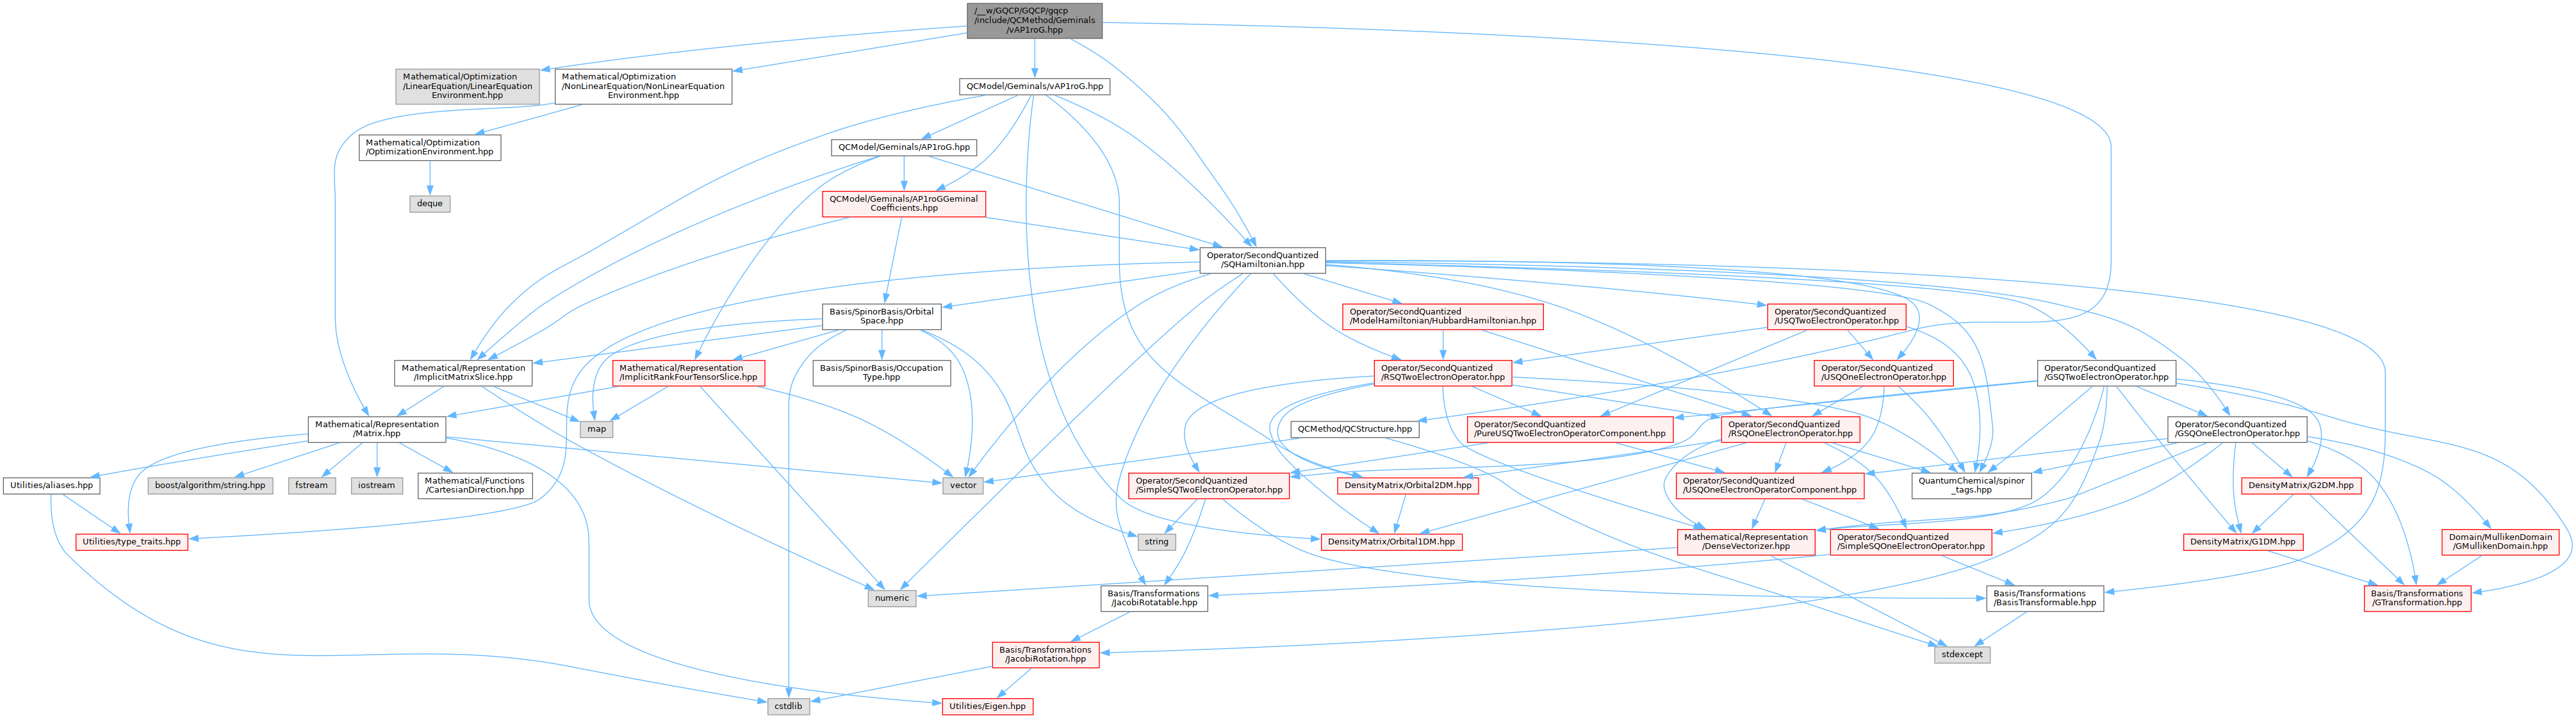 /__w/GQCP/GQCP/gqcp
/include/QCMethod/Geminals
/vAP1roG.hpp
Mathematical/Optimization
/LinearEquation/LinearEquation
Environment.hpp
Mathematical/Optimization
/NonLinearEquation/NonLinearEquation
Environment.hpp
QCModel/Geminals/vAP1roG.hpp
Mathematical/Optimization
/OptimizationEnvironment.hpp
QCModel/Geminals/AP1roG.hpp
deque
QCModel/Geminals/AP1roGGeminal
Coefficients.hpp
Operator/SecondQuantized
/SQHamiltonian.hpp
Basis/SpinorBasis/Orbital
Space.hpp
Operator/SecondQuantized
/ModelHamiltonian/HubbardHamiltonian.hpp
Operator/SecondQuantized
/USQTwoElectronOperator.hpp
Mathematical/Representation
/ImplicitMatrixSlice.hpp
Mathematical/Representation
/ImplicitRankFourTensorSlice.hpp
Basis/SpinorBasis/Occupation
Type.hpp
Operator/SecondQuantized
/RSQTwoElectronOperator.hpp
Operator/SecondQuantized
/USQOneElectronOperator.hpp
Operator/SecondQuantized
/GSQTwoElectronOperator.hpp
Mathematical/Representation
/Matrix.hpp
map
QCMethod/QCStructure.hpp
Operator/SecondQuantized
/PureUSQTwoElectronOperatorComponent.hpp
Operator/SecondQuantized
/RSQOneElectronOperator.hpp
Operator/SecondQuantized
/GSQOneElectronOperator.hpp
Utilities/aliases.hpp
boost/algorithm/string.hpp
fstream
iostream
Mathematical/Functions
/CartesianDirection.hpp
vector
Operator/SecondQuantized
/SimpleSQTwoElectronOperator.hpp
DensityMatrix/Orbital2DM.hpp
Operator/SecondQuantized
/USQOneElectronOperatorComponent.hpp
QuantumChemical/spinor
_tags.hpp
DensityMatrix/G2DM.hpp
Utilities/type_traits.hpp
string
DensityMatrix/Orbital1DM.hpp
Mathematical/Representation
/DenseVectorizer.hpp
Operator/SecondQuantized
/SimpleSQOneElectronOperator.hpp
DensityMatrix/G1DM.hpp
Domain/MullikenDomain
/GMullikenDomain.hpp
numeric
Basis/Transformations
/JacobiRotatable.hpp
Basis/Transformations
/BasisTransformable.hpp
Basis/Transformations
/GTransformation.hpp
Basis/Transformations
/JacobiRotation.hpp
stdexcept
cstdlib
Utilities/Eigen.hpp